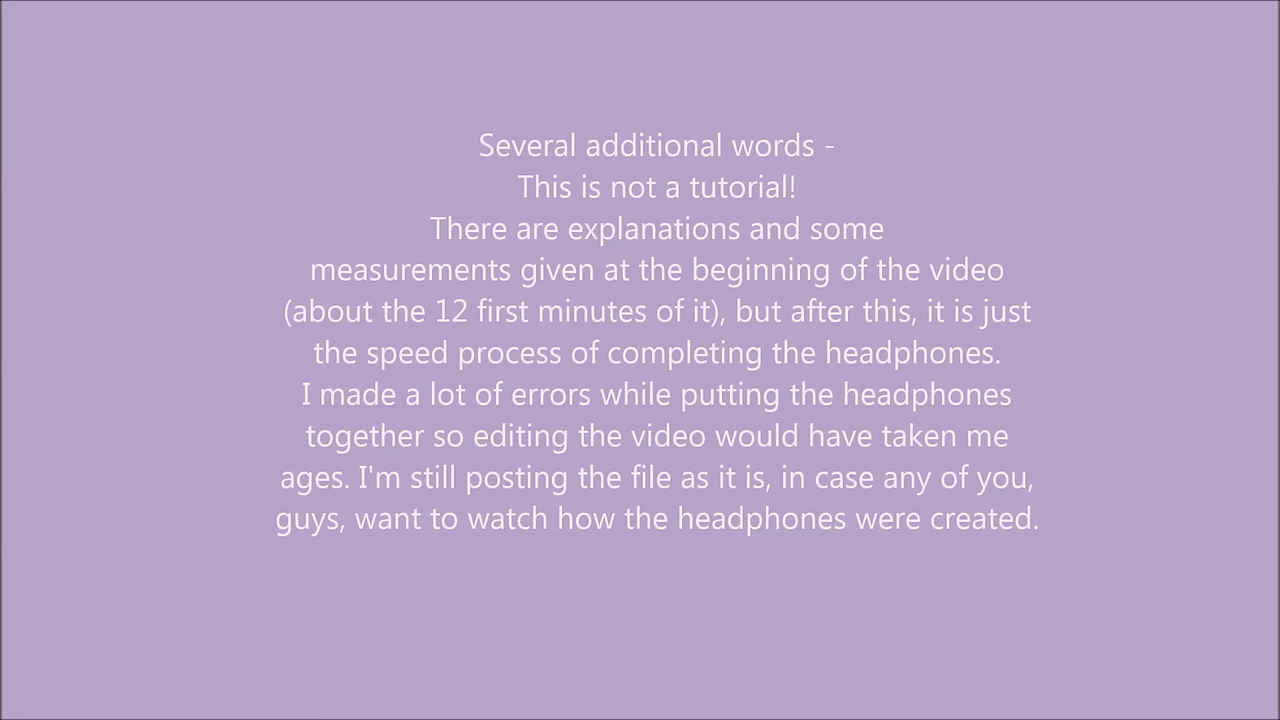 Several additional words -
This is not a tutorial!
There are explanations and some
measurements given at the beginning of the video
(about the 12 first minutes of it), but after this, it is just
the speed process of completing the headphones.
I made a lot of errors while putting the headphones
together so editing the video would have taken me
ages. I'm still posting the file as it is, in case any of you,
guys, want to watch how the headphones were created.